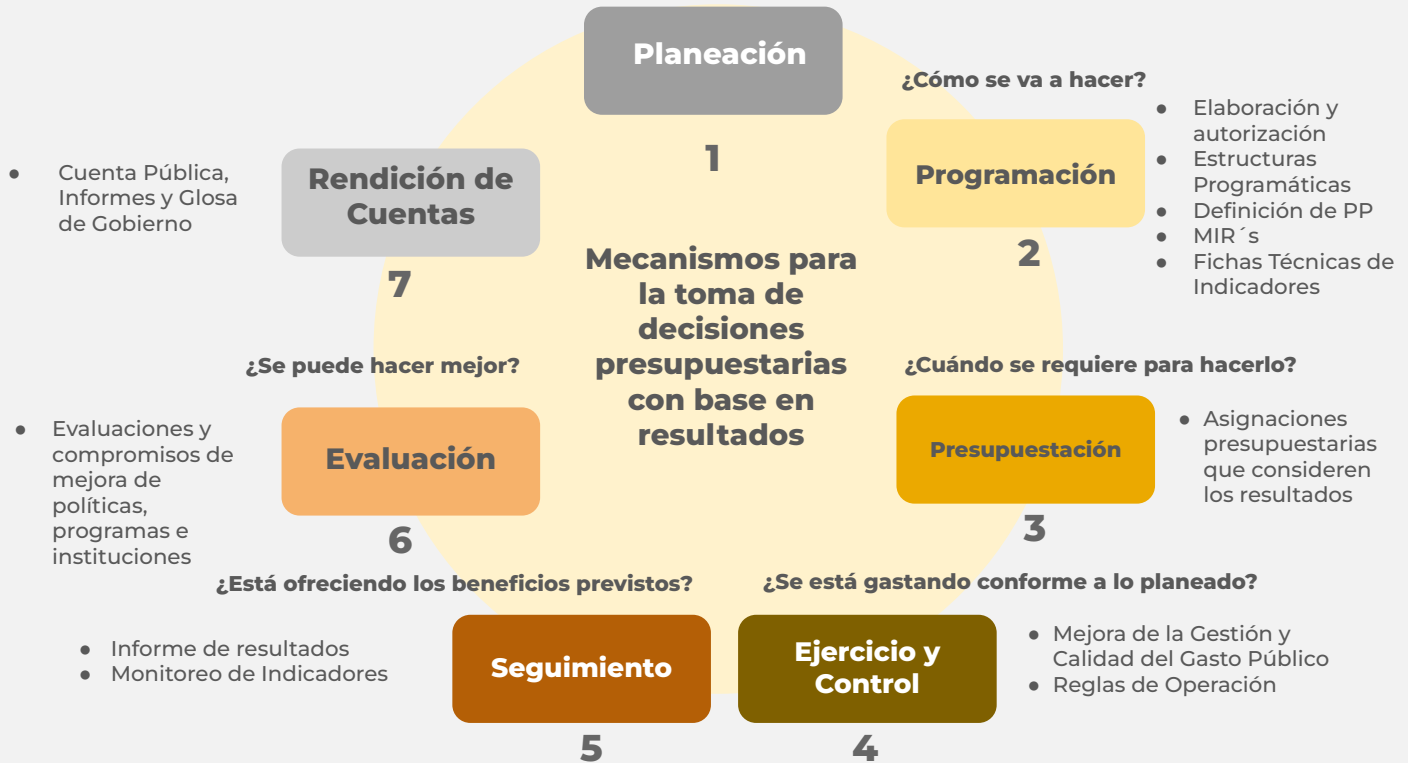 Planeación
1
¿Cómo se va a hacer?
Programación
2
● Elaboración y
autorización
● Estructuras
Programáticas
● Definición de PP
● MIR´s
● Fichas Técnicas de
Indicadores
¿Cuándo se requiere para hacerlo?
Presupuestación
3
● Asignaciones
presupuestarias
que consideren
los resultados
¿Se está gastando conforme a lo planeado?
Ejercicio y
Control
4
● Mejora de la Gestión y
Calidad del Gasto Público
● Reglas de Operación
¿Está ofreciendo los beneficios previstos?
Seguimiento
5
● Informe de resultados
● Monitoreo de Indicadores
¿Se puede hacer mejor?
Evaluación
6
● Evaluaciones y
compromisos de
mejora de
políticas,
programas e
instituciones
Rendición de
Cuentas
7
● Cuenta Pública,
Informes y Glosa
de Gobierno
Mecanismos para
la toma de
decisiones
presupuestarias
con base en
resultados